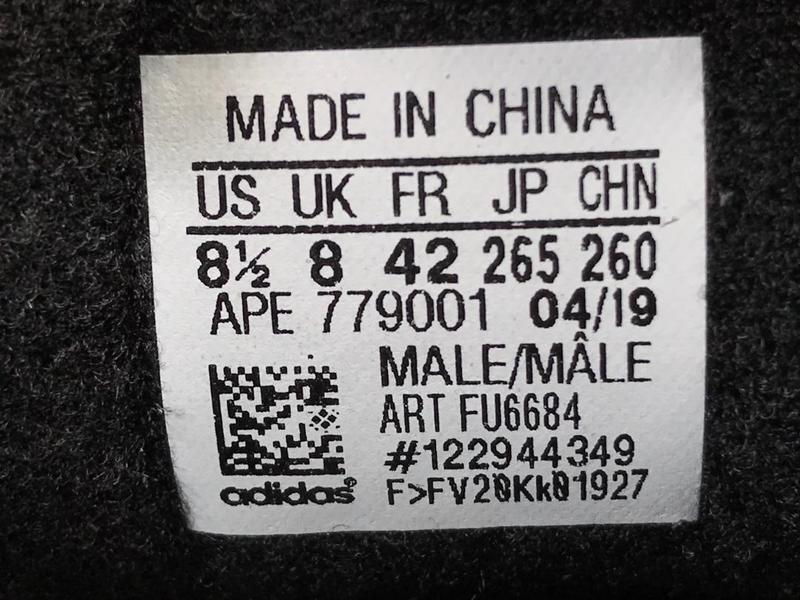 MADE IN CHINA
US UK FR JP CHN
8½ 8 42 265 260
APE 779001 04/19
MALE/MÂLE
ART FU6684
#122944349
adidas® F>FV20Kk01927